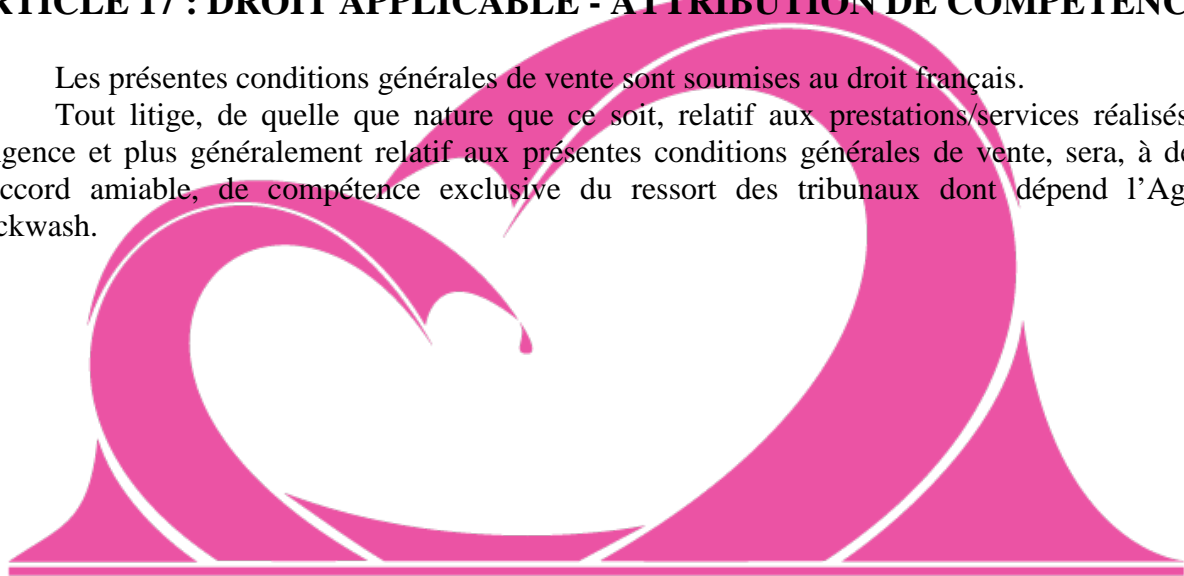 RTICLE 17 : DROIT APPLICABLE - ATTRIBUTION DE COMPETENC
Les présentes conditions générales de vente sont soumises au droit français.
Tout litige, de quelle que nature que ce soit, relatif aux prestations/services réalisés
gence et plus généralement relatif aux présentes conditions générales de vente, sera, à dé
ccord amiable, de compétence exclusive du ressort des tribunaux dont dépend l’Ag
ckwash.